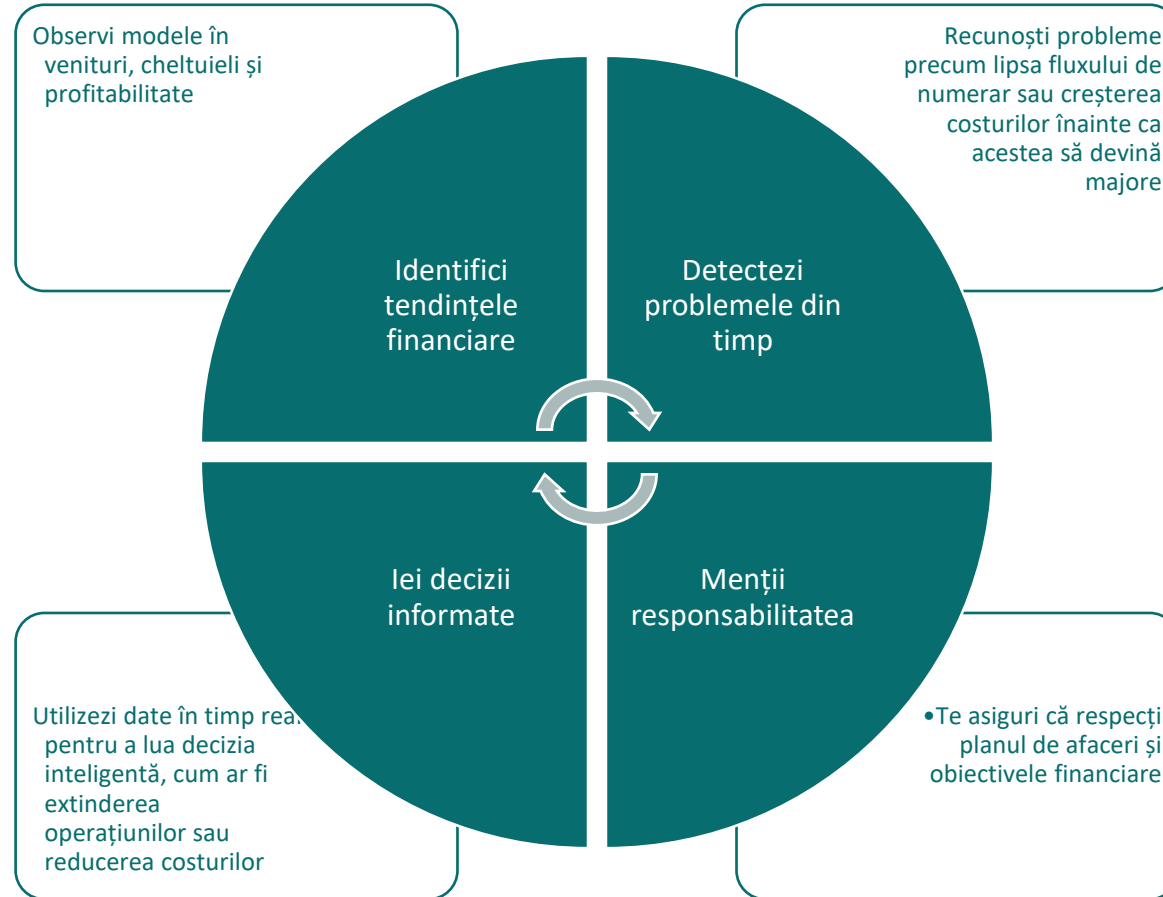 Observi modele în
venituri, cheltuieli și
profitabilitate
Recunoști probleme
precum lipsa fluxului de
numerar sau creșterea
costurilor înainte ca
acestea să devină
majore
Identifici
tendințele
financiare
Detectezi
problemele din
timp
Iei decizii
informate
Menții
responsabilitatea
Utilizezi date în timp real
pentru a lua decizia
inteligentă, cum ar fi
extinderea
operațiunilor sau
reducerea costurilor
•Te asiguri că respecți
planul de afaceri și
obiectivele financiare